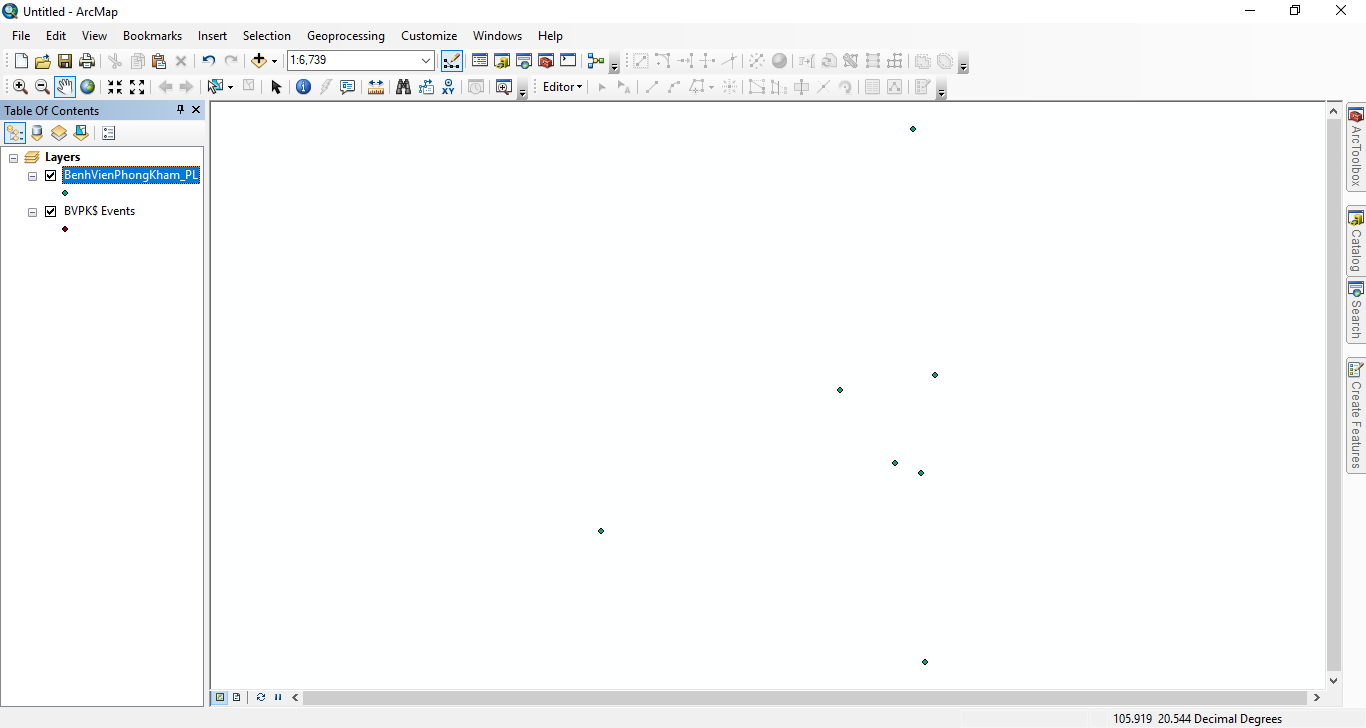 Untitled - ArcMap
File Edit View Bookmarks Insert Selection Geoprocessing Customize Windows Help
1:6,739
Editor
Table Of Contents
Layers
BenhVienPhongKham_PL
BVPK$ Events
ArcToolbox
Catalog
Search
Create Features
105.919 20.544 Decimal Degrees